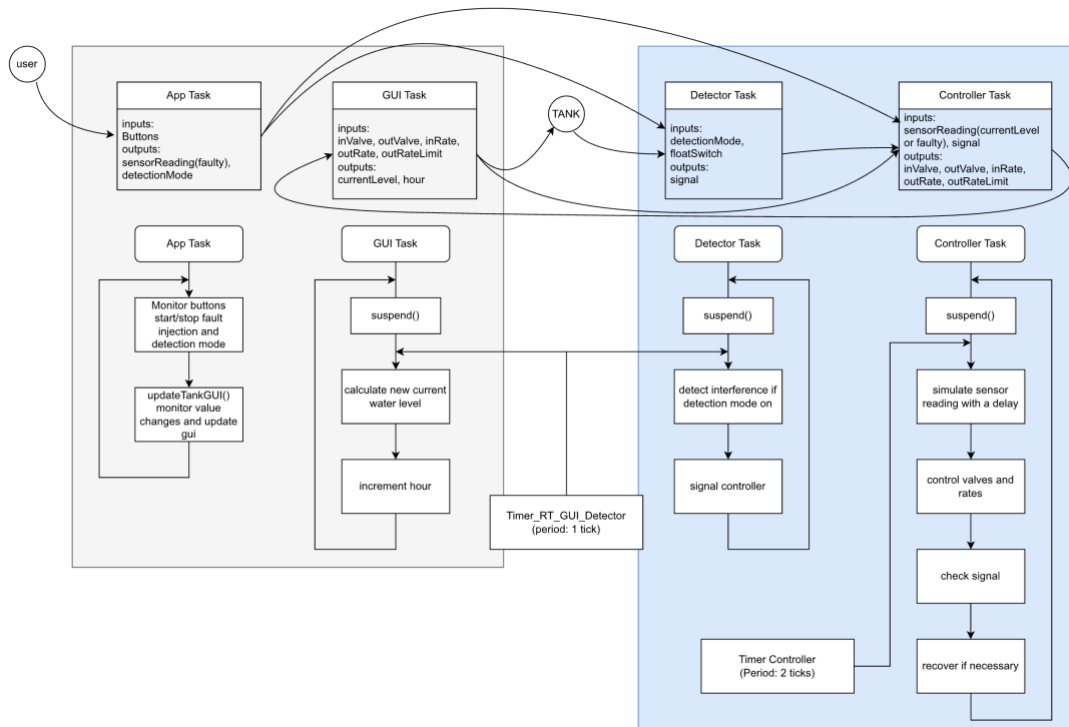 user
App Task
inputs:
Buttons
outputs:
sensorReading(faulty),
detectionMode
GUI Task
inputs:
inValve, outValve, inRate,
outRate, outRateLimit
outputs:
currentLevel, hour
TANK
Detector Task
inputs:
detectionMode,
floatSwitch
outputs:
signal
Controller Task
inputs:
sensorReading(currentLevel
or faulty), signal
outputs:
inValve, outValve, inRate,
outRate, outRateLimit
App Task
Monitor buttons
start/stop fault
injection and
detection mode
updateTankGUI()
monitor value
changes and update
gui
GUI Task
suspend()
calculate new current
water level
increment hour
Timer_RT_GUI_Detector
(period: 1 tick)
Detector Task
suspend()
detect interference if
detection mode on
signal controller
Timer Controller
(Period: 2 ticks)
Controller Task
suspend()
simulate sensor
reading with a delay
control valves and
rates
check signal
recover if necessary